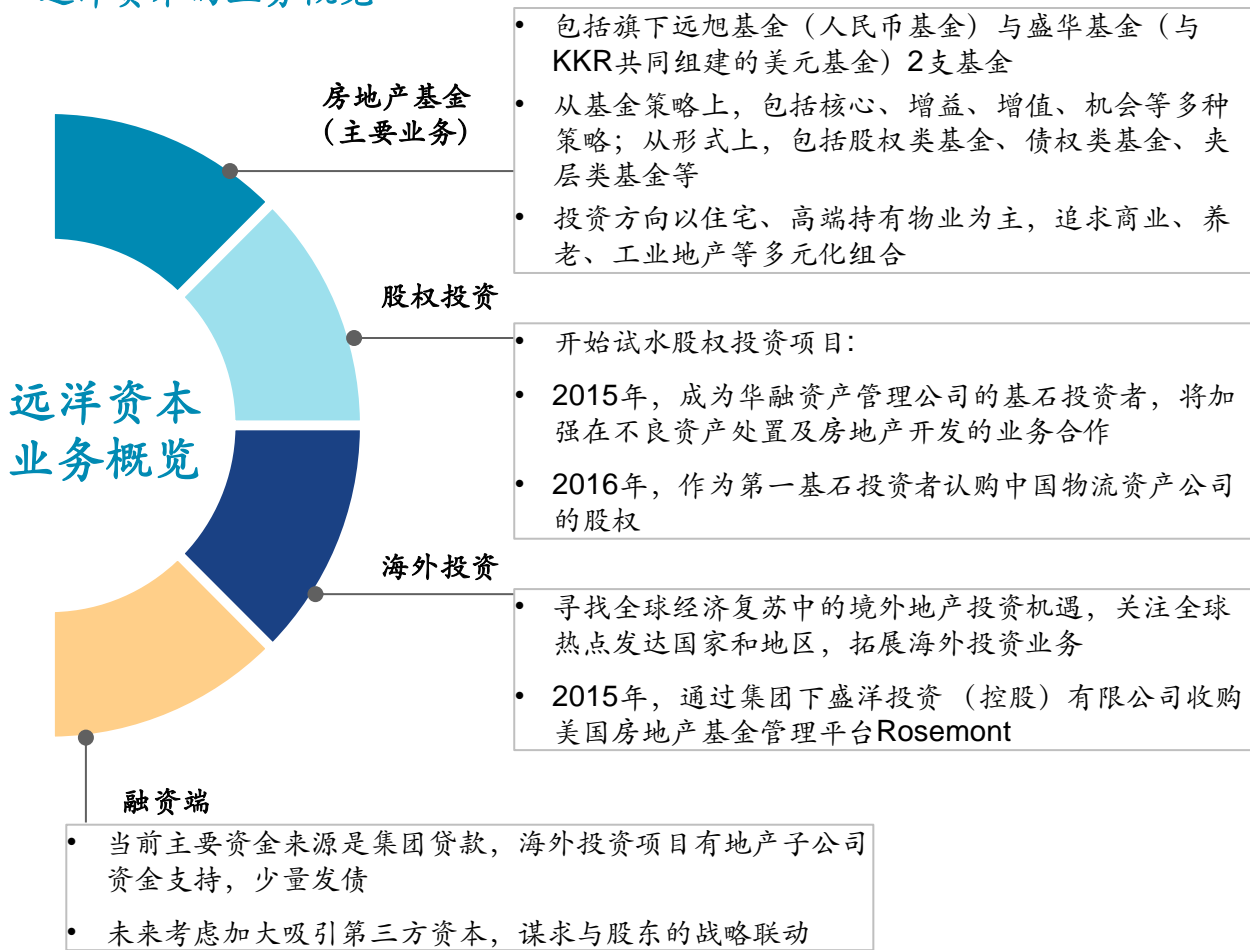 远洋资本的业务概览
• 包括旗下远旭基金（人民币基金）与盛华基金（与
KKR共同组建的美元基金）2支基金
• 从基金策略上，包括核心、增益、增值、机会等多种
策略；从形式上，包括股权类基金、债权类基金、夹
层类基金等
• 投资方向以住宅、高端持有物业为主，追求商业、养
老、工业地产等多元化组合
房地产基金
（主要业务）
股权投资
• 开始试水股权投资项目:
• 2015年，成为华融资产管理公司的基石投资者，将加
强在不良资产处置及房地产开发的业务合作
• 2016年，作为第一基石投资者认购中国物流资产公司
的股权
远洋资本
业务概览
海外投资
• 寻找全球经济复苏中的境外地产投资机遇，关注全球
热点发达国家和地区，拓展海外投资业务
• 2015年，通过集团下盛洋投资 （控股）有限公司收购
美国房地产基金管理平台Rosemont
融资端
• 当前主要资金来源是集团贷款，海外投资项目有地产子公司
资金支持，少量发债
• 未来考虑加大吸引第三方资本，谋求与股东的战略联动